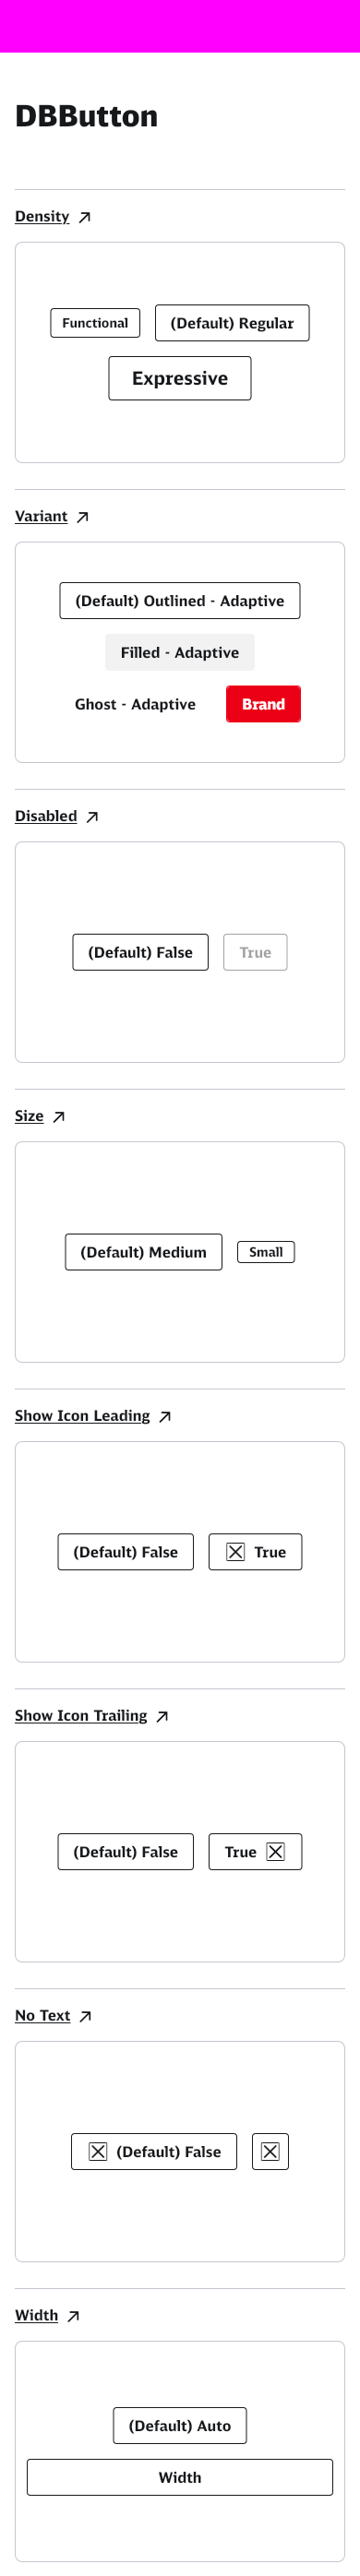 DBButton
Density
Functional
(Default) Regular
Expressive
Variant
(Default) Outlined - Adaptive
Filled - Adaptive
Ghost - Adaptive
Brand
Disabled
(Default) False
True
Size
(Default) Medium
Small
Show Icon Leading
(Default) False
True
Show Icon Trailing
(Default) False
True
No Text
(Default) False
Width
(Default) Auto
Width